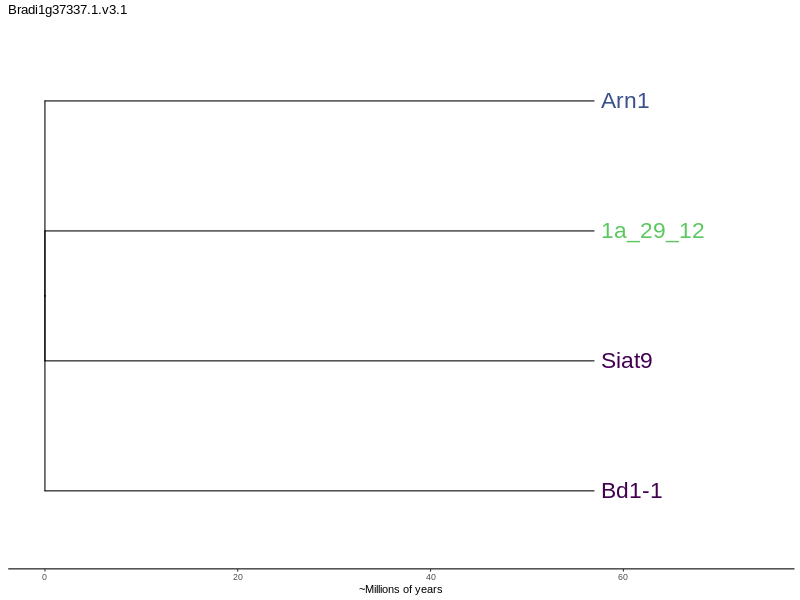 Bradi1g37337.1.v3.1
Arn1
1a_29_12
Siat9
Bd1-1
0 20 40 60
~Millions of years